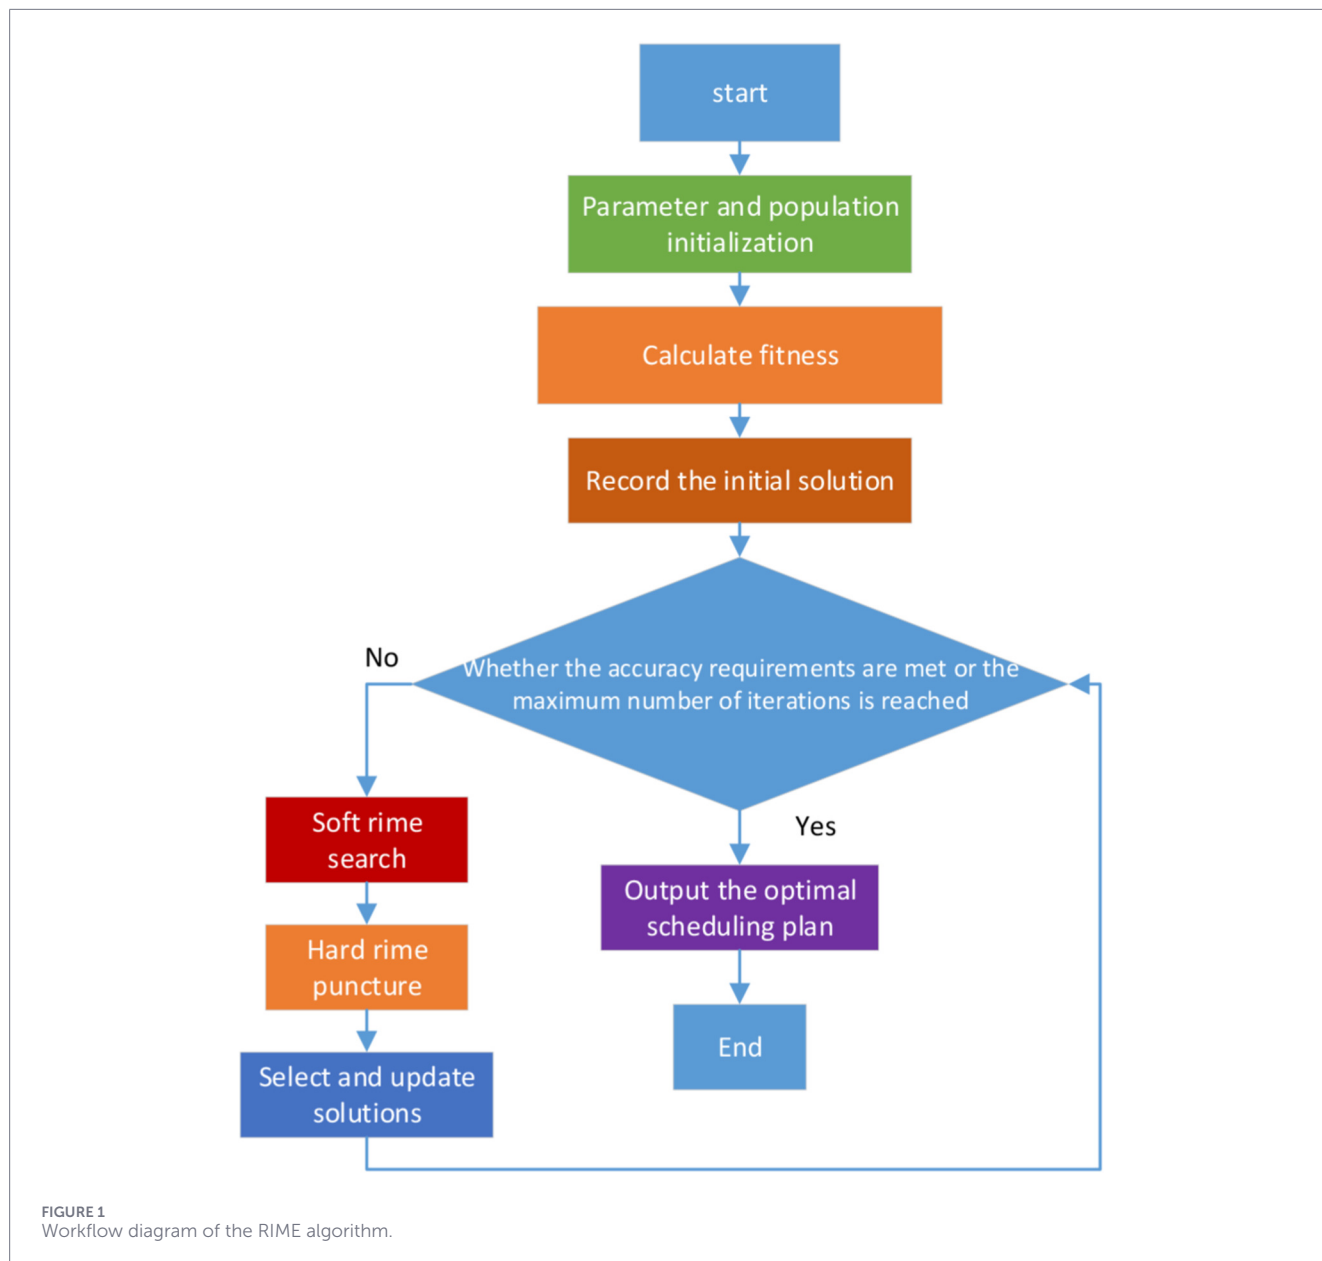 start
Parameter and population
initialization
Calculate fitness
Record the initial solution
No
Whether the accuracy requirements are met or the
maximum number of iterations is reached
Yes
Soft rime
search
Output the optimal
scheduling plan
Hard rime
puncture
End
Select and update
solutions
FIGURE 1
Workflow diagram of the RIME algorithm.